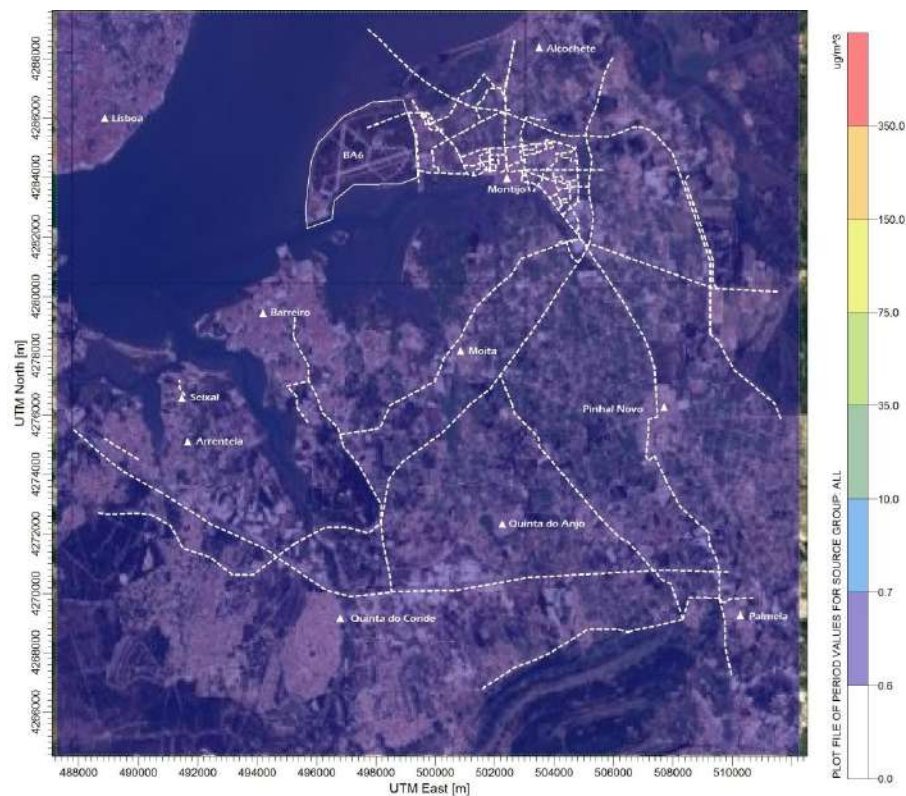 Alcochete
Lisboa
BA6
Montijo
Barreiro
Moita
Seixal
Pinhal Novo
Arrentela
Quinta do Anjo
Quinta do Conde
Palmela
UTM North [m]
4288000
4286000
4284000
4282000
4280000
4278000
4276000
4274000
4272000
4270000
4268000
4266000
488000 490000 492000 494000 496000 498000 500000 502000 504000 506000 508000 510000
UTM East [m]
PLOT FILE OF PERIOD VALUES FOR SOURCE GROUP: ALL
ug/m^3
350.0
150.0
75.0
35.0
10.0
0.7
0.6
0.0